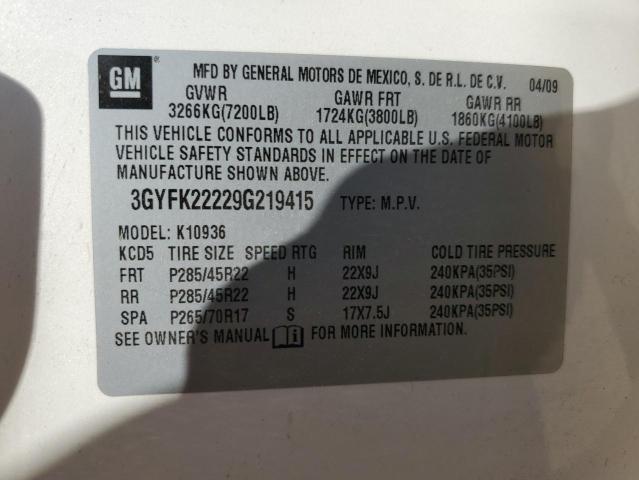 GM ®
MFD BY GENERAL MOTORS DE MEXICO, S. DE R.L. DE C.V. 04/09
GVWR GAWR FRT GAWR RR
3266KG(7200LB) 1724KG(3800LB) 1860KG(4100LB)
THIS VEHICLE CONFORMS TO ALL APPLICABLE U.S. FEDERAL MOTOR
VEHICLE SAFETY STANDARDS IN EFFECT ON THE DATE OF
MANUFACTURE SHOWN ABOVE.
3GYFK22229G219415 TYPE: M.P.V.
MODEL: K10936
KCD5 TIRE SIZE SPEED RTG RIM COLD TIRE PRESSURE
FRT P285/45R22 H 22X9J 240KPA(35PSI)
RR P285/45R22 H 22X9J 240KPA(35PSI)
SPA P265/70R17 S 17X7.5J 240KPA(35PSI)
SEE OWNER'S MANUAL FOR MORE INFORMATION.